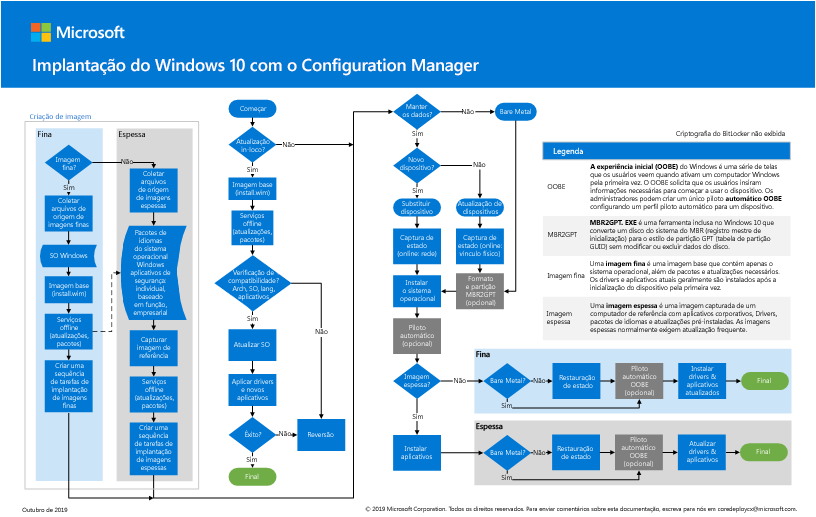 Microsoft
Implantação do Windows 10 com o Configuration Manager
Criação de imagem
Fina
Imagem
fina?
Não
Sim
Coletar
arquivos de
origem de
imagens finas
SO Windows
Imagem base
(install.wim)
Serviços
offline
(atualizações,
pacotes)
Criar uma
sequência
de tarefas de
implantação
de imagens
finas
Espessa
Coletar
arquivos
de origem
de imagens
espessas
Pacotes de
idiomas
do sistema
operacional
Windows
aplicativos de
segurança:
individual,
baseado
em função,
empresarial
Capturar
imagem de
referência
Serviços
offline
(atualizações,
pacotes)
Criar uma
sequência
de tarefas de
implantação
de imagens
espessas
Começar
Atualização
in-loco?
Não
Sim
Imagem base
(install.wim)
Serviços
offline
(atualizações,
pacotes)
Verificação de
compatibilidade?
Arch, SO, lang,
aplicativos
Não
Sim
Atualizar SO
Aplicar drivers
e novos
aplicativos
Êxito?
Não
Reversão
Sim
Final
Manter
os dados?
Não
Bare Metal
Sim
Novo
dispositivo?
Não
Sim
Substituir
dispositivo
Atualização de
dispositivos
Captura de
estado
(online: rede)
Captura de
estado (online:
vínculo físico)
Instalar
o sistema
operacional
Formato
e partição
MBR2GPT
(opcional)
Piloto
automático
(opcional)
Imagem
espessa?
Não
Sim
Instalar
aplicativos
Criptografia do BitLocker não exibida
Legenda
OOBE
A experiência inicial (OOBE) do Windows é uma série de telas
que os usuários veem quando ativam um computador Windows
pela primeira vez. O OOBE solicita que os usuários insiram
informações necessárias para começar a usar o dispositivo. Os
administradores podem criar um único piloto automático OOBE
configurando um perfil piloto automático para um dispositivo.
MBR2GPT
MBR2GPT. EXE é uma ferramenta inclusa no Windows 10 que
converte um disco do sistema do MBR (registro mestre de
inicialização) para o estilo de partição GPT (tabela de partição
GUID) sem modificar ou excluir dados do disco.
Imagem fina
Uma imagem fina é uma imagem base que contém apenas o
sistema operacional, além de pacotes e atualizações necessários.
Os drivers e aplicativos atuais geralmente são instalados após a
inicialização do dispositivo pela primeira vez.
Imagem
espessa
Uma imagem espessa é uma imagem capturada de um
computador de referência com aplicativos corporativos, Drivers,
pacotes de idiomas e atualizações pré-instaladas. As imagens
espessas normalmente exigem atualização frequente.
Fina
Bare Metal?
Não
Sim
Restauração
de estado
Piloto
automático
OOBE
(opcional)
Instalar
drivers &
aplicativos
atualizados
Final
Espessa
Bare Metal?
Não
Sim
Restauração
de estado
Piloto
automático
OOBE
(opcional)
Atualizar
drivers &
aplicativos
Final
Outubro de 2019
© 2019 Microsoft Corporation. Todos os direitos reservados. Para enviar comentários sobre esta documentação, escreva para nós em coredeploycx@microsoft.com.